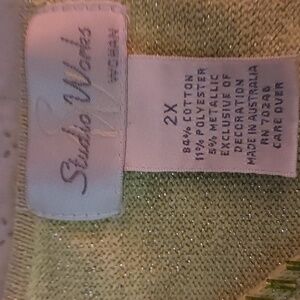 Studio Works
WOMAN
2X
84% COTTON
11% POLYESTER
5% METALLIC
EXCLUSIVE OF
DECORATION
MADE IN AUSTRALIA
RN 70246
CARE OVER